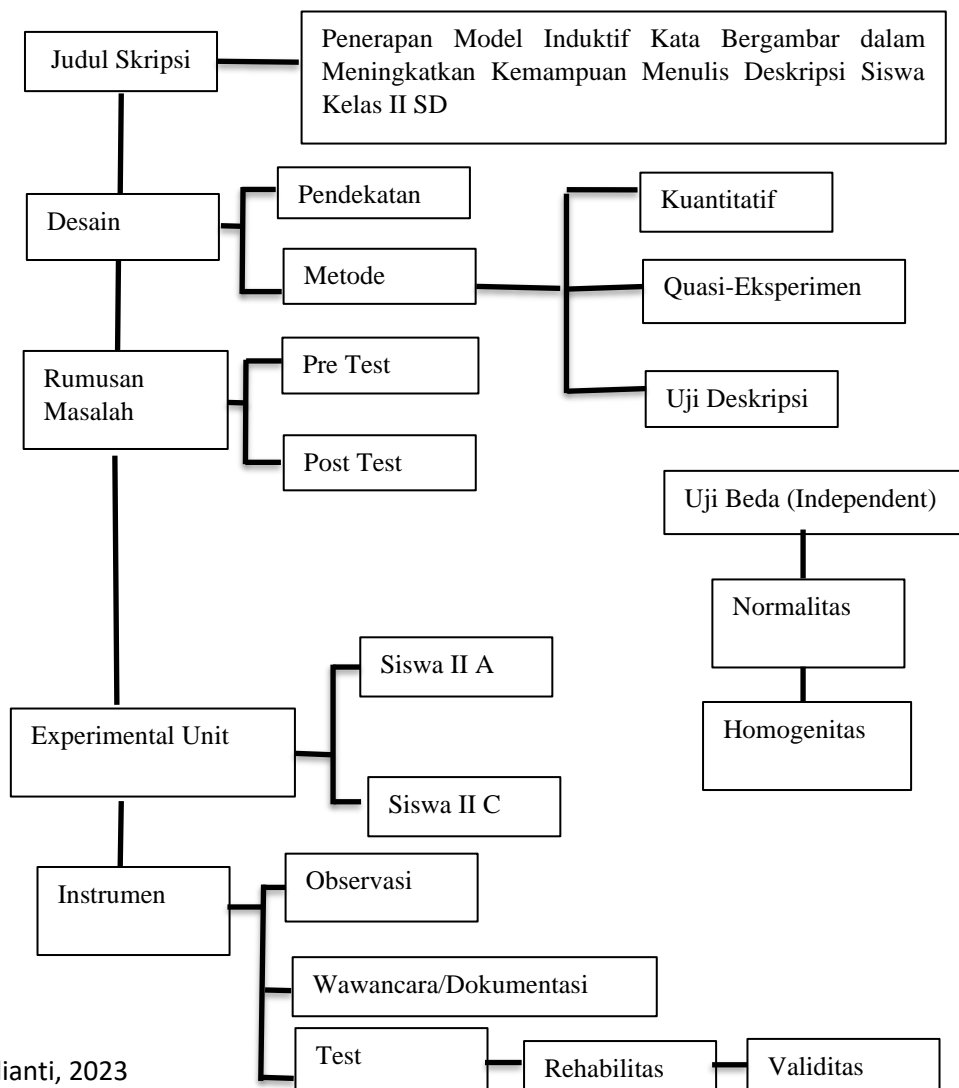 Judul Skripsi
Penerapan Model Induktif Kata Bergambar dalam
Meningkatkan Kemampuan Menulis Deskripsi Siswa
Kelas II SD
Desain
Pendekatan
Metode
Kuantitatif
Quasi-Eksperimen
Uji Deskripsi
Rumusan
Masalah
Pre Test
Post Test
Uji Beda (Independent)
Normalitas
Homogenitas
Experimental Unit
Siswa II A
Siswa II C
Instrumen
Observasi
Wawancara/Dokumentasi
Test
Rehabilitas
Validitas
lianti, 2023